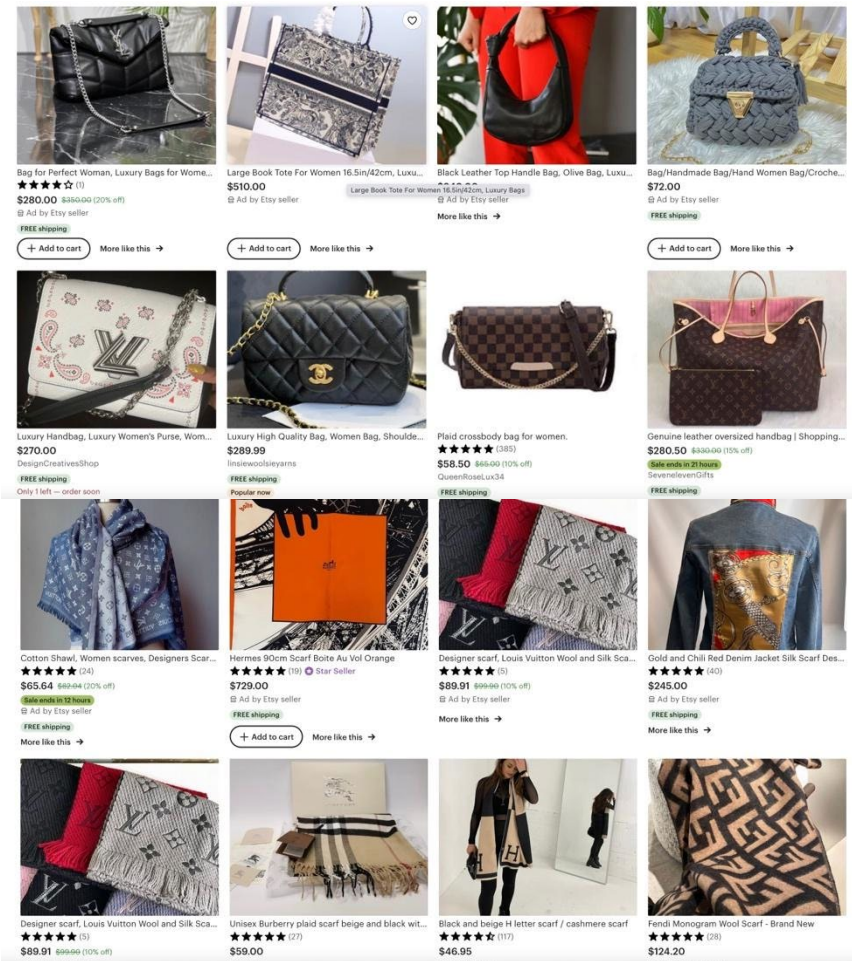 Bag for Perfect Woman, Luxury Bags for Wome...
(1)
$280.00 $350.00 (20% off)
Ad by Etsy seller
FREE shipping
+ Add to cart More like this →
Large Book Tote For Women 16.5in/42cm, Luxu...
$510.00
Ad by Etsy seller
Large Book Tote For Women 16.5in/42cm, Luxury Bags
+ Add to cart More like this →
Black Leather Top Handle Bag, Olive Bag, Luxu...
Ad by Etsy seller
More like this →
Bag/Handmade Bag/Hand Women Bag/Croche...
$72.00
Ad by Etsy seller
FREE shipping
+ Add to cart More like this →
Luxury Handbag, Luxury Women's Purse, Wom...
$270.00
DesignCreativesShop
FREE shipping
Only 1 left — order soon
Luxury High Quality Bag, Women Bag, Shoulde...
$289.99
linsiewoolsieyarns
FREE shipping
Popular now
Plaid crossbody bag for women.
(385)
$58.50 $65.00 (10% off)
QueenRoseLux34
FREE shipping
Genuine leather oversized handbag | Shopping...
$280.50 $330.00 (15% off)
Sale ends in 21 hours
SevenelevenGifts
FREE shipping
Cotton Shawl, Women scarves, Designers Scar...
(24)
$65.64 $82.04 (20% off)
Sale ends in 12 hours
Ad by Etsy seller
FREE shipping
More like this →
Hermes 90cm Scarf Boite Au Vol Orange
(19) Star Seller
$729.00
Ad by Etsy seller
FREE shipping
+ Add to cart More like this →
Designer scarf, Louis Vuitton Wool and Silk Sca...
(5)
$89.91 $99.90 (10% off)
Ad by Etsy seller
More like this →
Gold and Chili Red Denim Jacket Silk Scarf Des...
(40)
$245.00
Ad by Etsy seller
FREE shipping
More like this →
Designer scarf, Louis Vuitton Wool and Silk Sca...
(5)
$89.91 $99.90 (10% off)
Unisex Burberry plaid scarf beige and black wit...
(27)
$59.00
H
Black and beige H letter scarf / cashmere scarf
(117)
$46.95
Fendi Monogram Wool Scarf - Brand New
(28)
$124.20